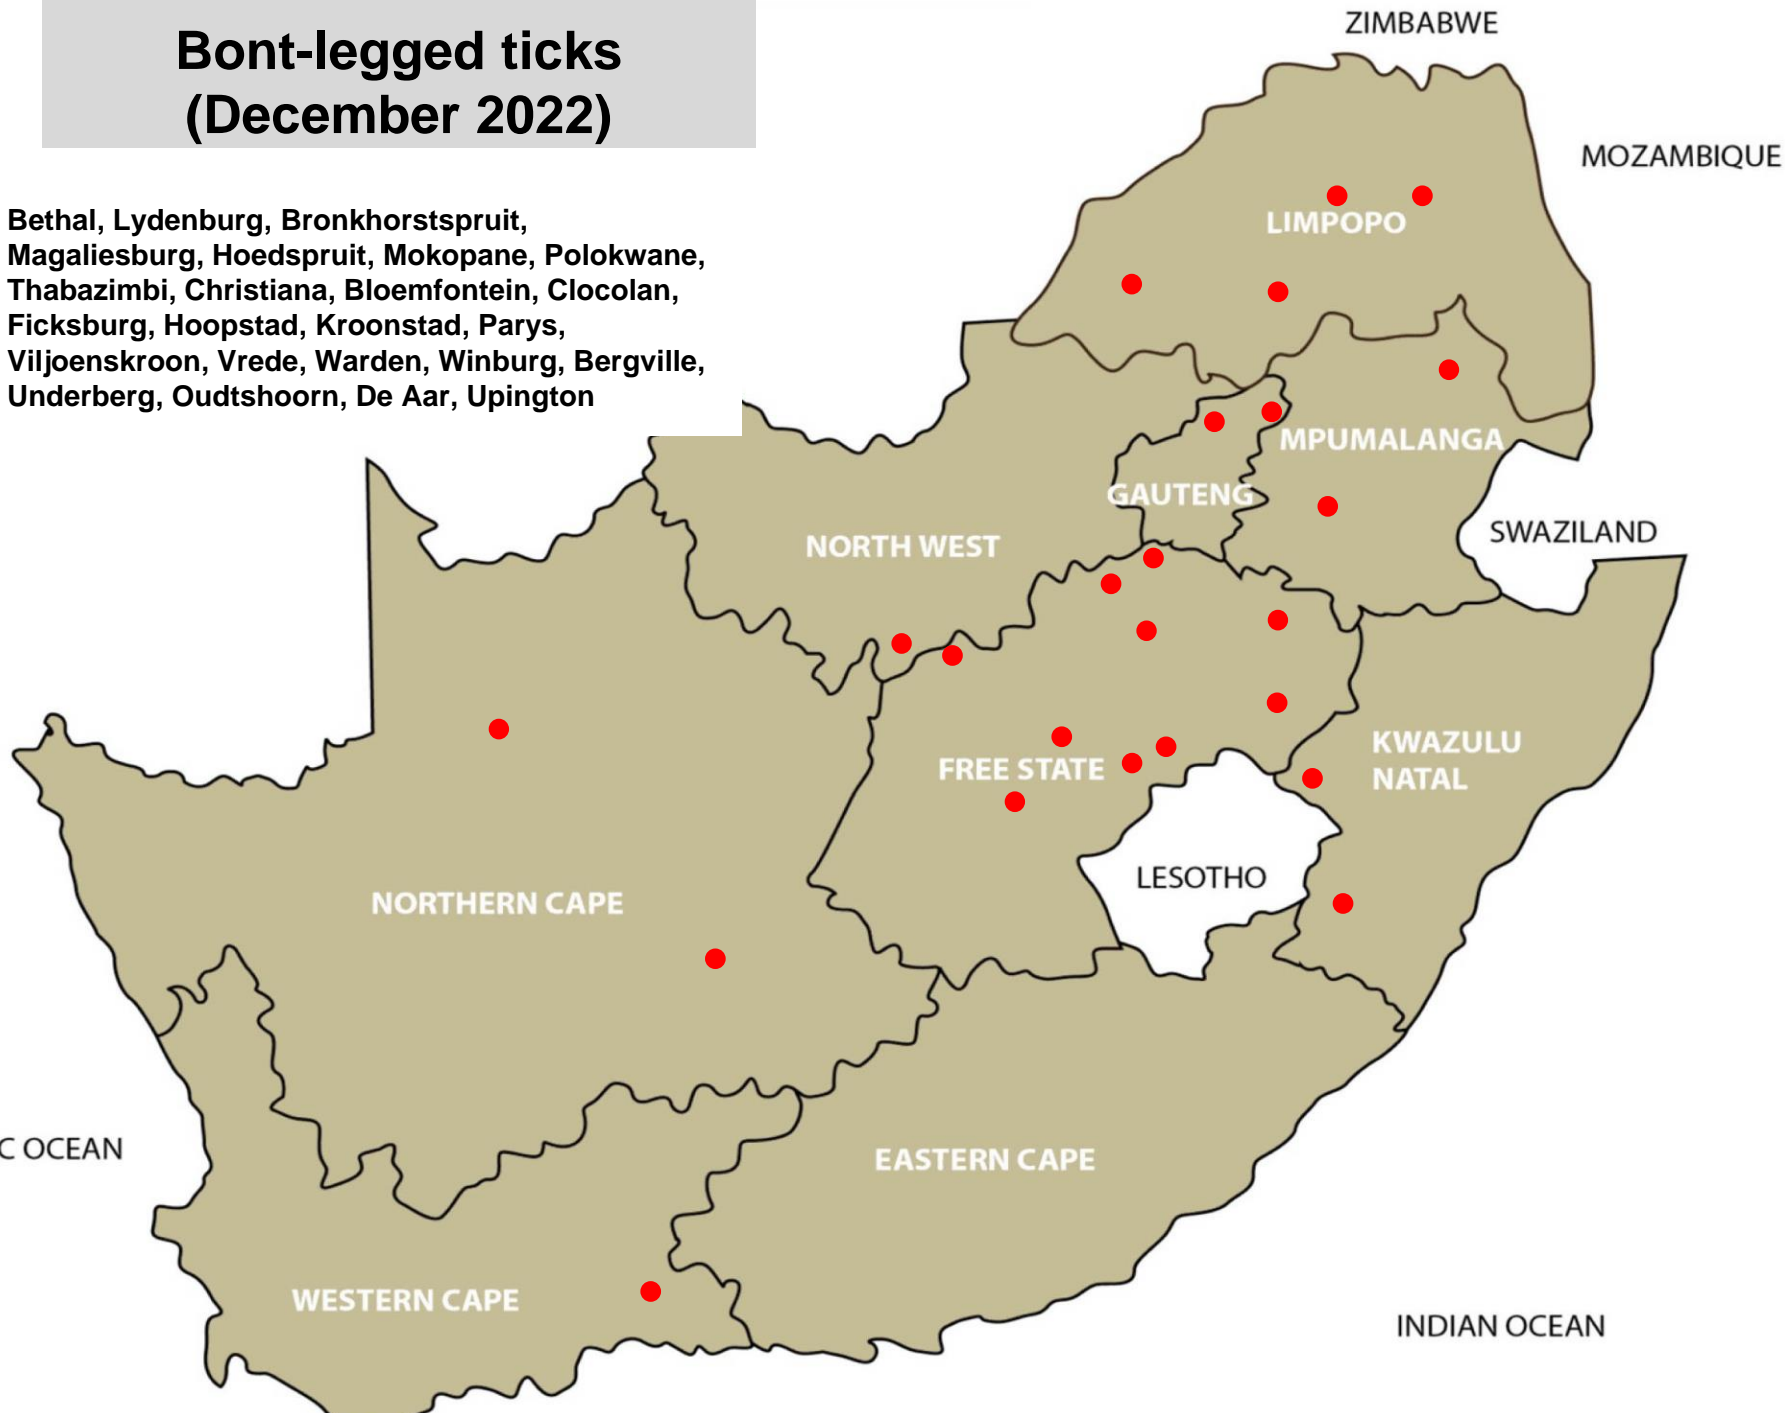 Bont-legged ticks
(December 2022)
Bethal, Lydenburg, Bronkhorstspruit,
Magaliesburg, Hoedspruit, Mokopane, Polokwane,
Thabazimbi, Christiana, Bloemfontein, Clocolan,
Ficksburg, Hoopstad, Kroonstad, Parys,
Viljoenskroon, Vrede, Warden, Winburg, Bergville,
Underberg, Oudtshoorn, De Aar, Upington
ZIMBABWE
MOZAMBIQUE
LIMPOPO
MPUMALANGA
GAUTENG
SWAZILAND
NORTH WEST
KWAZULU
NATAL
FREE STATE
LESOTHO
NORTHERN CAPE
C OCEAN
EASTERN CAPE
WESTERN CAPE
INDIAN OCEAN